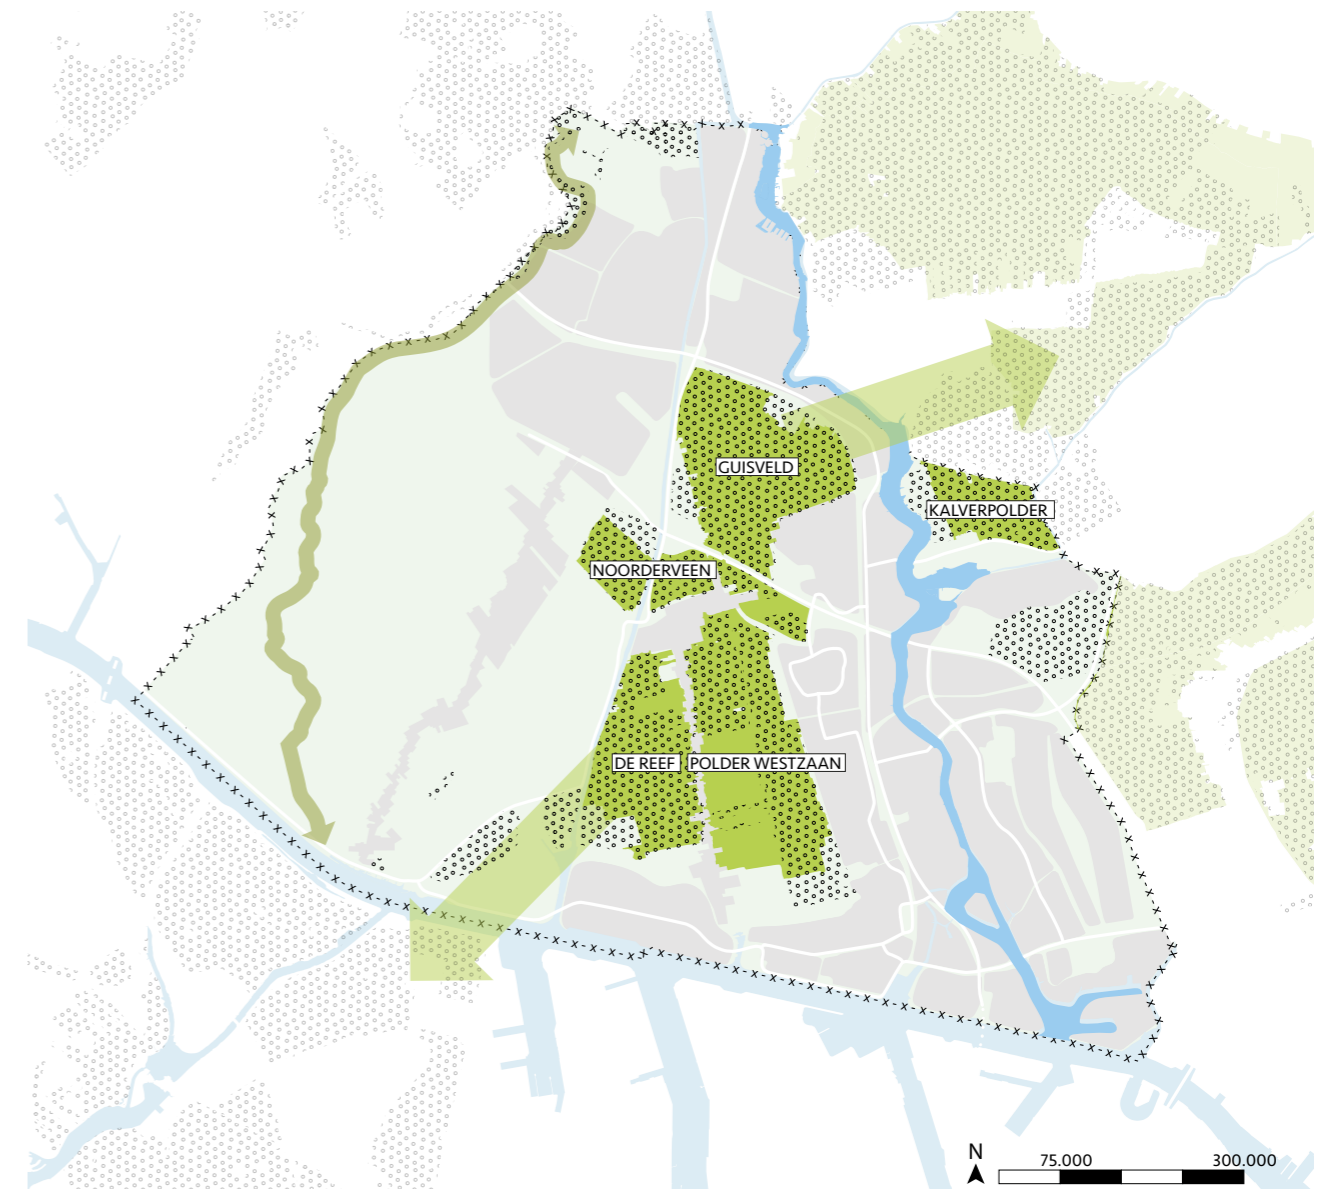 GUISVELD
KALVERPOLDER
NOORDERVEEN
DE REEF
POLDER WESTZAAN
N
75.000
300.000